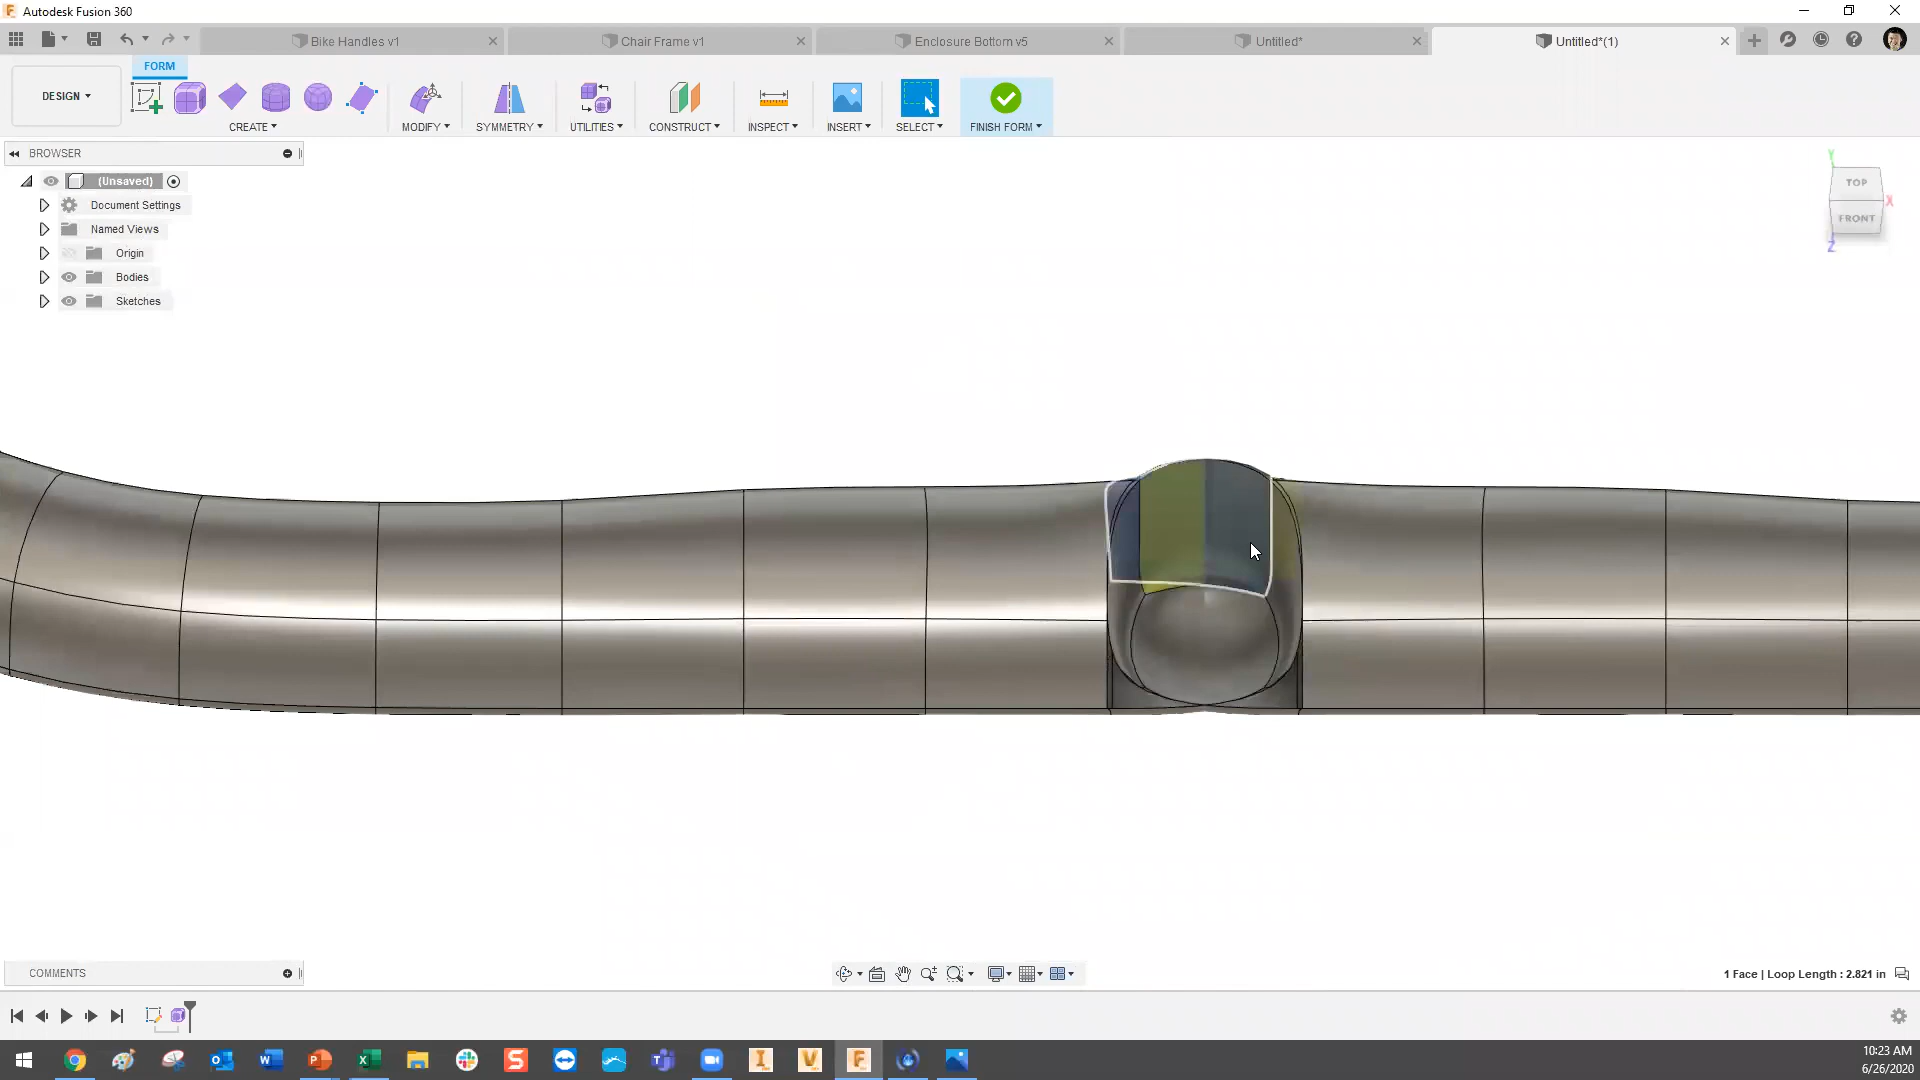 Autodesk Fusion 360
Bike Handles v1
Chair Frame v1
Enclosure Bottom v5
Untitled*
Untitled*(1)
FORM
DESIGN
CREATE
MODIFY
SYMMETRY
UTILITIES
CONSTRUCT
INSPECT
INSERT
SELECT
FINISH FORM
BROWSER
(Unsaved)
Document Settings
Named Views
Origin
Bodies
Sketches
Y
TOP
X
FRONT
Z
COMMENTS
1 Face | Loop Length : 2.821 in
10:23 AM
6/26/2020